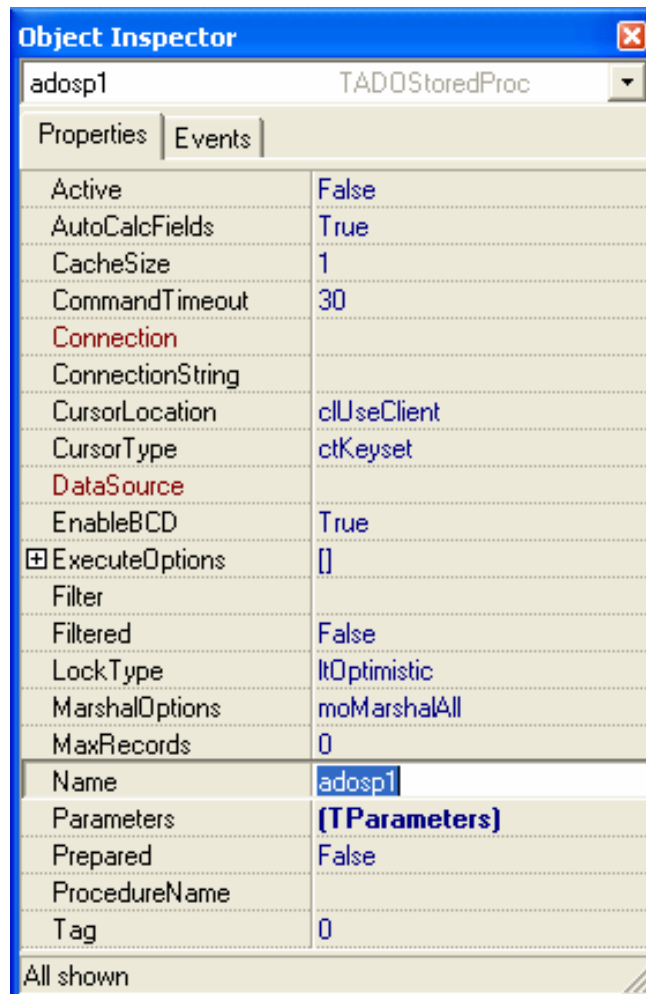 Object Inspector
adosp1 TADOStoredProc
Properties Events
Active False
AutoCalcFields True
CacheSize 1
CommandTimeout 30
Connection
ConnectionString
CursorLocation clUseClient
CursorType ctKeyset
DataSource
EnableBCD True
ExecuteOptions []
Filter
Filtered False
LockType ltOptimistic
MarshalOptions moMarshalAll
MaxRecords 0
Name adosp1
Parameters (TParameters)
Prepared False
ProcedureName
Tag 0
All shown